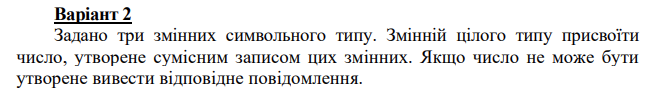 Варіант 2
Задано три змінних символьного типу. Змінній цілого типу присвоїти
число, утворене сумісним записом цих змінних. Якщо число не може бути
утворене вивести відповідне повідомлення.